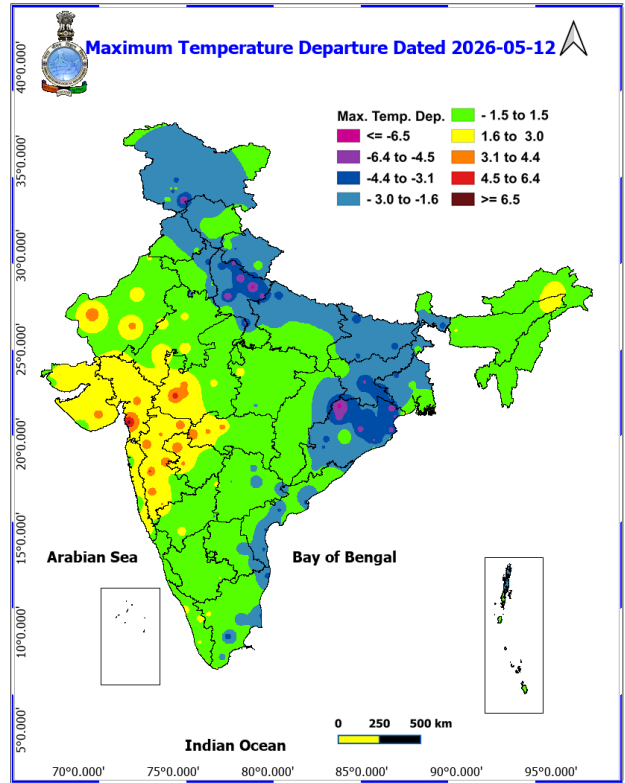 Maximum Temperature Departure Dated 2026-05-12
Max. Temp. Dep.
<= -6.5
-6.4 to -4.5
-4.4 to -3.1
- 3.0 to -1.6
- 1.5 to 1.5
1.6 to 3.0
3.1 to 4.4
4.5 to 6.4
>= 6.5
40°0.000'
35°0.000'
30°0.000'
25°0.000'
20°0.000'
15°0.000'
10°0.000'
5°0.000'
Arabian Sea
Bay of Bengal
Indian Ocean
0 250 500 km
70°0.000' 75°0.000' 80°0.000' 85°0.000' 90°0.000' 95°0.000'